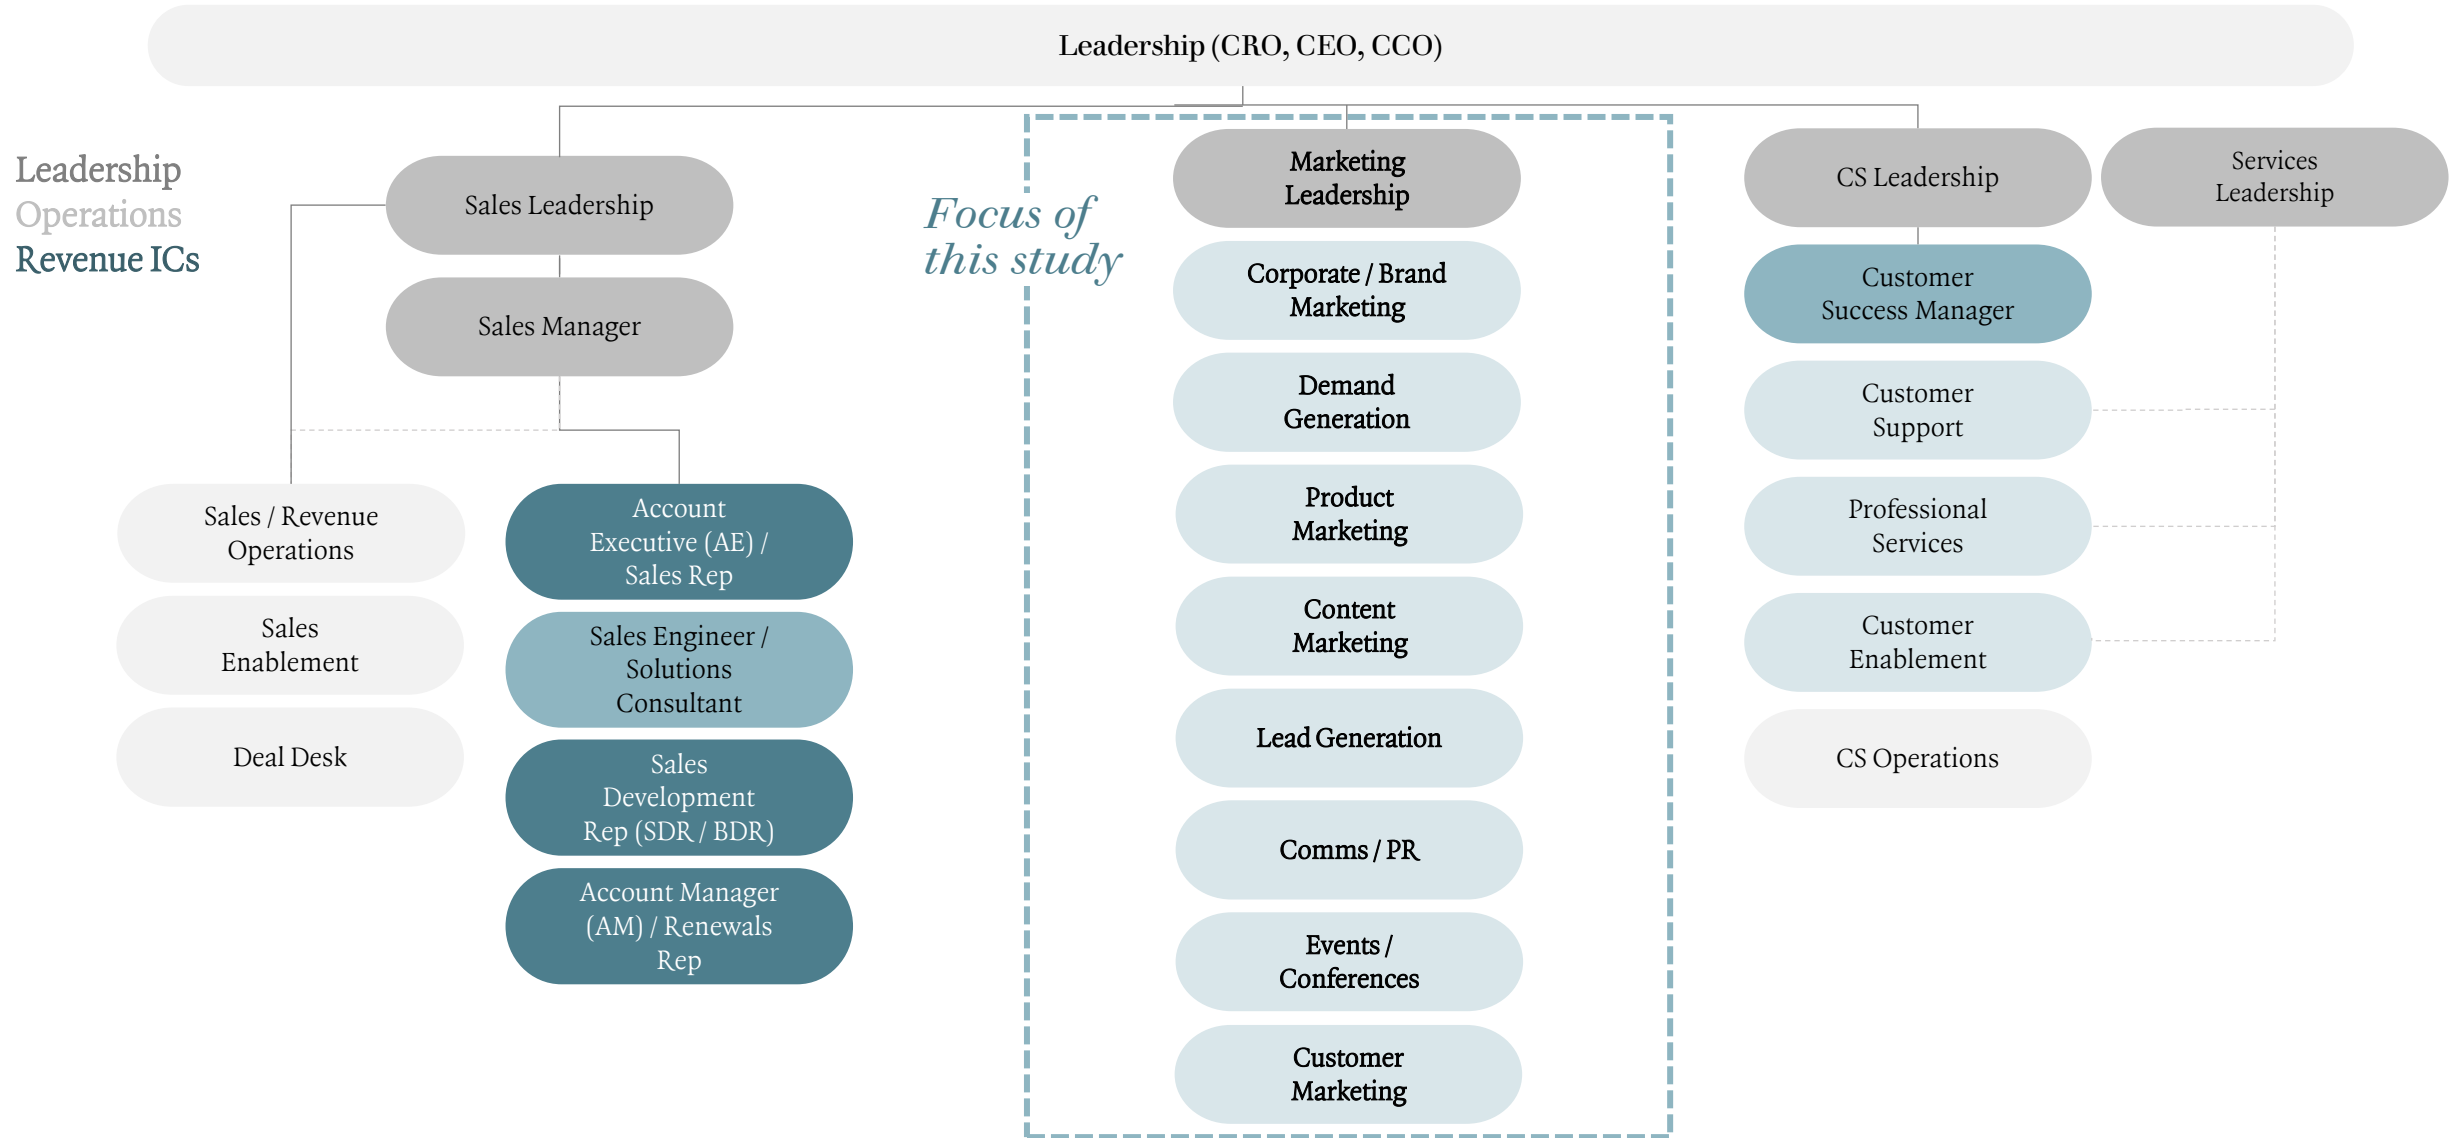 Leadership (CRO, CEO, CCO)
Leadership
Operations
Revenue ICs
Sales Leadership
Sales Manager
Sales / Revenue
Operations
Sales
Enablement
Deal Desk
Account
Executive (AE) /
Sales Rep
Sales Engineer /
Solutions
Consultant
Sales
Development
Rep (SDR / BDR)
Account Manager
(AM) / Renewals
Rep
Focus of
this study
Marketing
Leadership
Corporate / Brand
Marketing
Demand
Generation
Product
Marketing
Content
Marketing
Lead Generation
Comms / PR
Events /
Conferences
Customer
Marketing
CS Leadership
Customer
Success Manager
Customer
Support
Professional
Services
Customer
Enablement
CS Operations
Services
Leadership